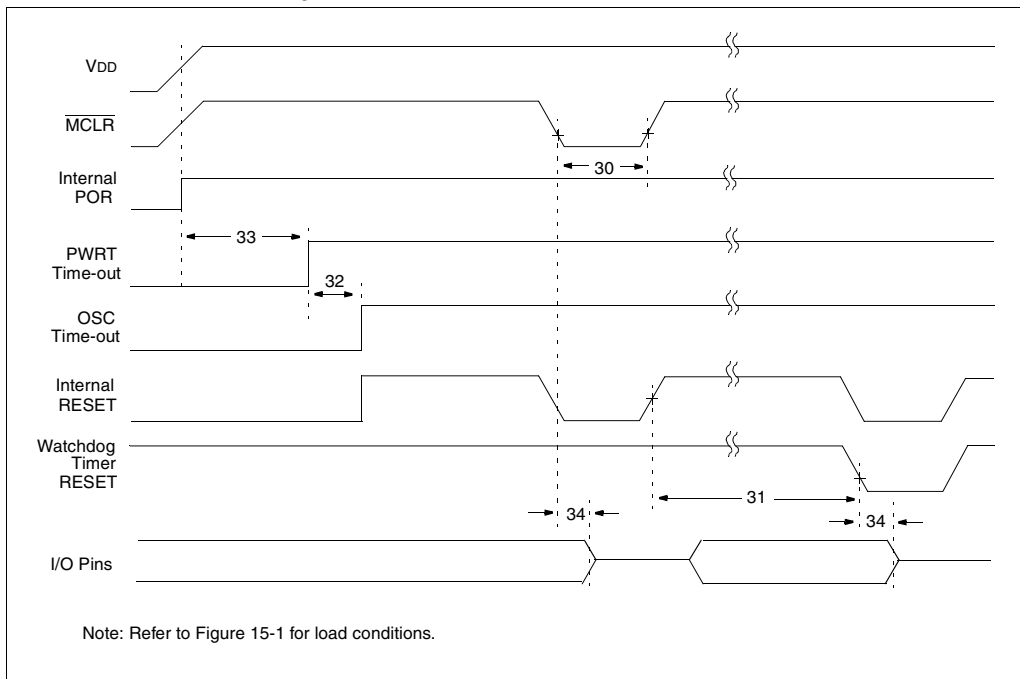 VDD
MCLR
30
Internal
POR
33
PWRT
Time-out
32
OSC
Time-out
Internal
RESET
Watchdog
Timer
RESET
31
34
34
I/O Pins
Note: Refer to Figure 15-1 for load conditions.